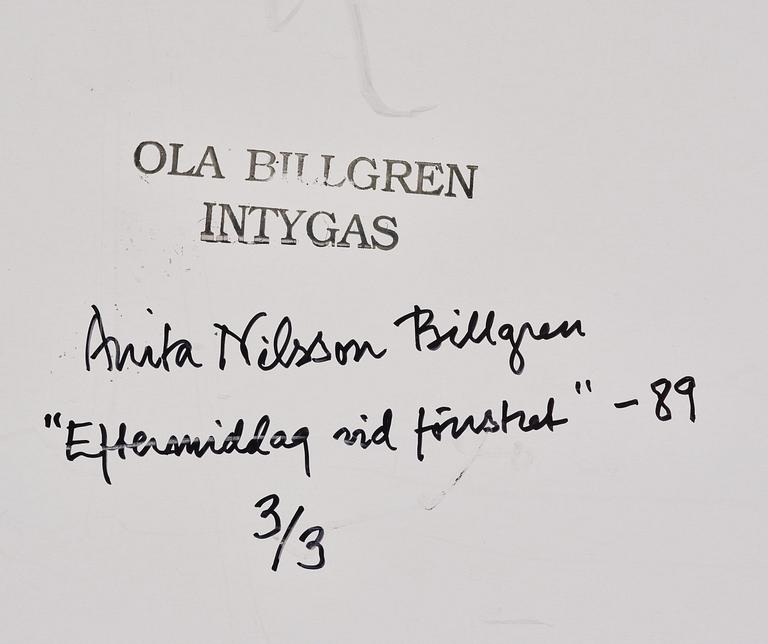 OLA BILLGREN
INTYGAS
Anita Nilsson Billgren
"Eftermiddag vid fönstret" - 89
3/3